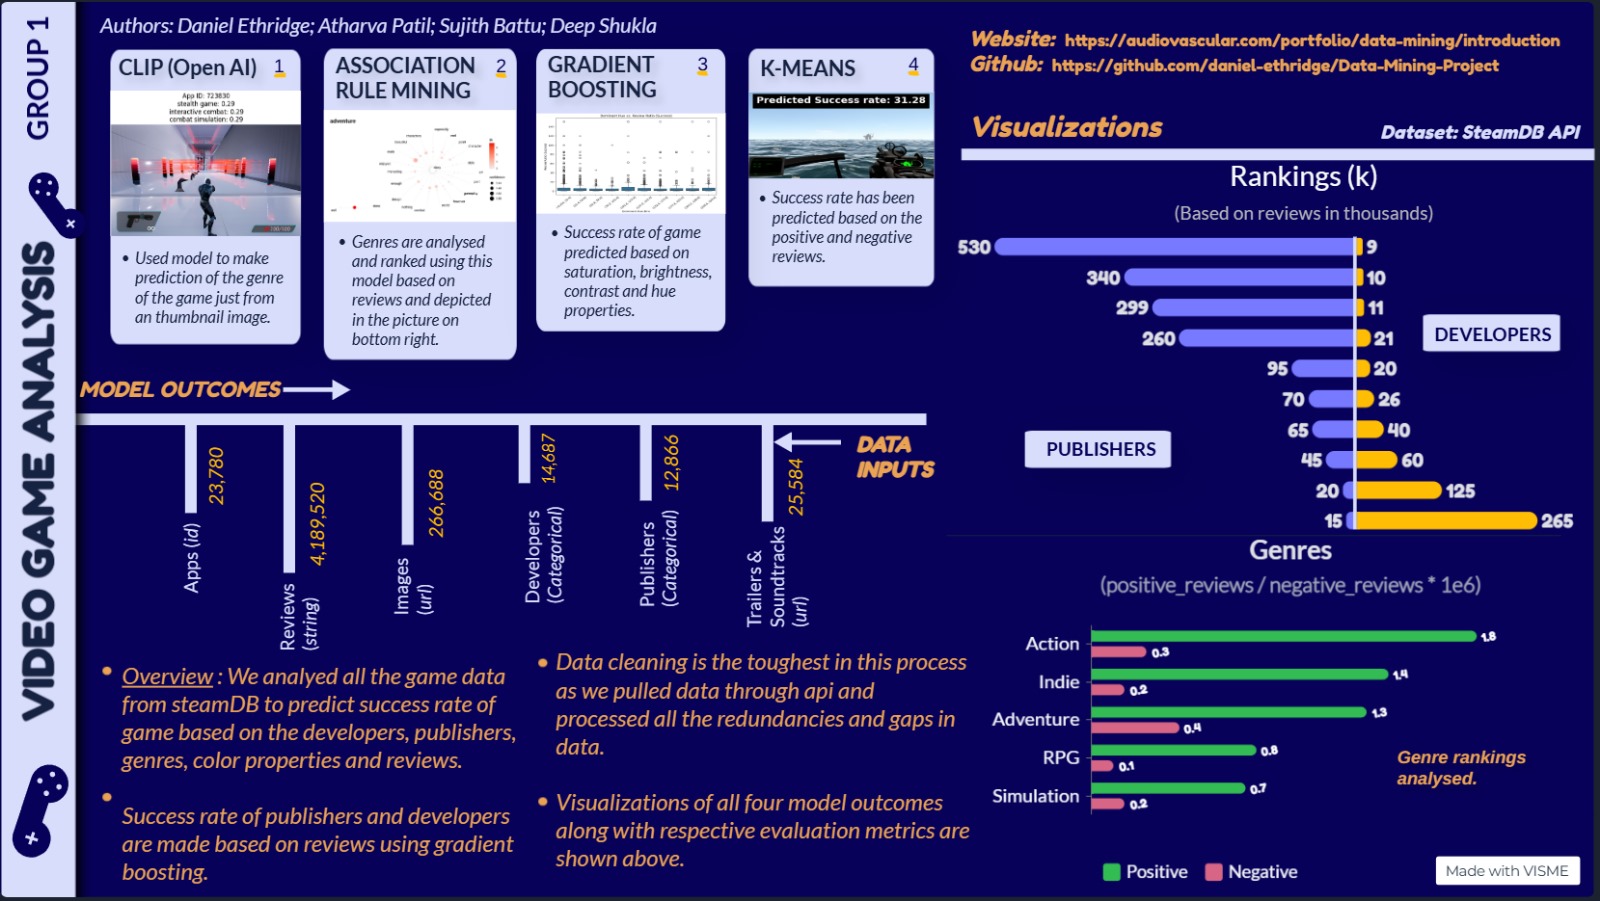 GROUP 1
VIDEO GAME ANALYSIS
Authors: Daniel Ethridge; Atharva Patil; Sujith Battu; Deep Shukla
CLIP (Open AI) 1
App ID: 723830
stealth game: 0.29
interactive combat: 0.29
combat simulation: 0.29
• Used model to make
prediction of the genre
of the game just from
an thumbnail image.
ASSOCIATION 2
RULE MINING
adventure
• Genres are analysed
and ranked using this
model based on
reviews and depicted
in the picture on
bottom right.
GRADIENT 3
BOOSTING
• Success rate of game
predicted based on
saturation, brightness,
contrast and hue
properties.
K-MEANS 4
Predicted Success rate: 31.28
• Success rate has been
predicted based on the
positive and negative
reviews.
MODEL OUTCOMES
DATA
INPUTS
Apps (id)
23,780
Reviews
(string)
4,189,520
Images
(url)
266,688
Developers
(Categorical)
14,687
Publishers
(Categorical)
12,866
Trailers &
Soundtracks
(url)
25,584
• Overview : We analyed all the game data
from steamDB to predict success rate of
game based on the developers, publishers,
genres, color properties and reviews.
•
Success rate of publishers and developers
are made based on reviews using gradient
boosting.
• Data cleaning is the toughest in this process
as we pulled data through api and
processed all the redundancies and gaps in
data.
• Visualizations of all four model outcomes
along with respective evaluation metrics are
shown above.
Website: https://audiovascular.com/portfolio/data-mining/introduction
Github: https://github.com/daniel-ethridge/Data-Mining-Project
Visualizations
Dataset: SteamDB API
Rankings (k)
(Based on reviews in thousands)
530 9
340 10
299 11
260 21
DEVELOPERS
95 20
70 26
65 40
PUBLISHERS
45 60
20 125
15 265
Genres
(positive_reviews / negative_reviews * 1e6)
Action 1.8
0.3
Indie 1.4
0.2
Adventure 1.3
0.4
RPG 0.8
0.1
Simulation 0.7
0.2
Genre rankings
analysed.
Positive Negative
Made with VISME